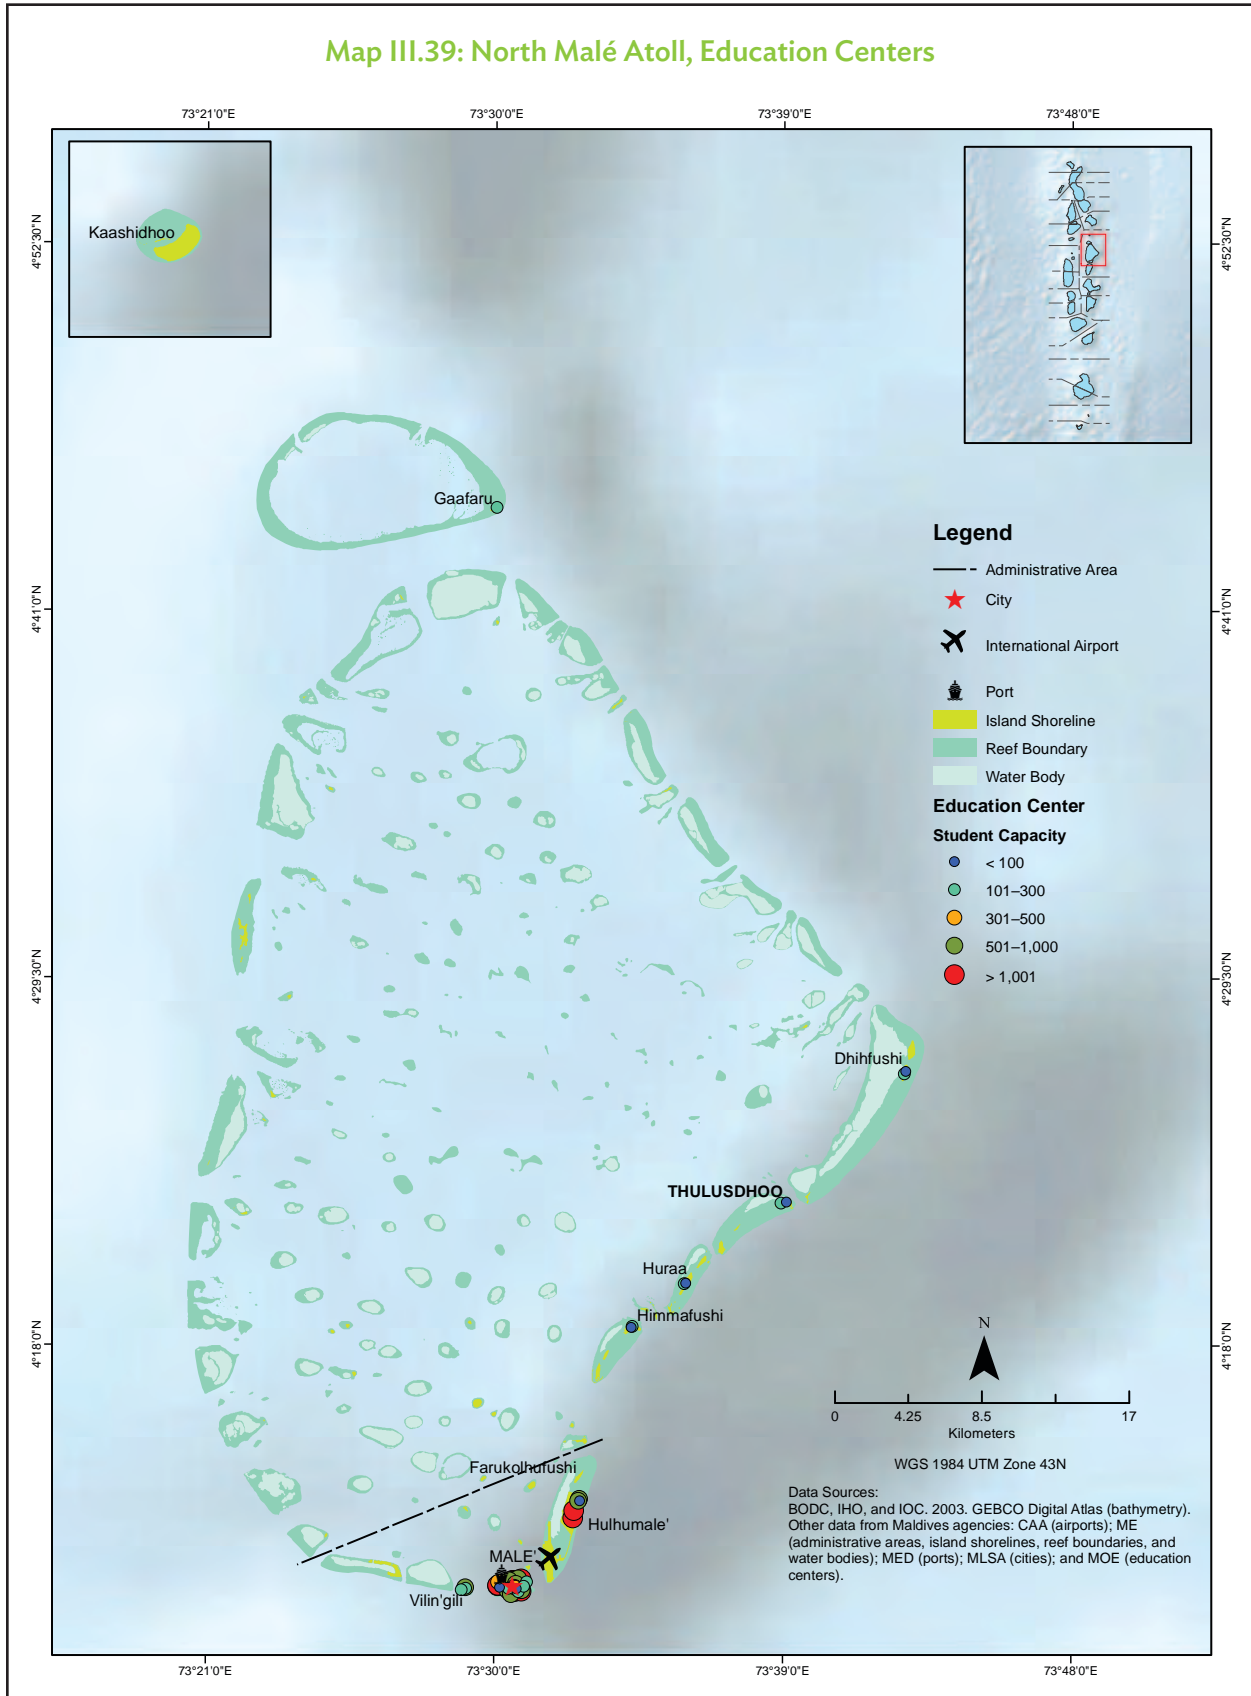 Map III.39: North Malé Atoll, Education Centers
73°21'0"E
73°30'0"E
73°39'0"E
73°48'0"E
4°52'30"N
4°52'30"N
Kaashidhoo
Gaafaru
4°41'0"N
4°41'0"N
Legend
Administrative Area
City
International Airport
Port
Island Shoreline
Reef Boundary
Water Body
Education Center
Student Capacity
< 100
101–300
301–500
501–1,000
> 1,001
4°29'30"N
4°29'30"N
Dhihfushi
THULUSDHOO
Huraa
Himmafushi
4°18'0"N
4°18'0"N
N
0
4.25
8.5
17
Kilometers
WGS 1984 UTM Zone 43N
Farukolhufushi
Hulhumale'
MALE'
Vilin'gili
Data Sources:
BODC, IHO, and IOC. 2003. GEBCO Digital Atlas (bathymetry).
Other data from Maldives agencies: CAA (airports); ME
(administrative areas, island shorelines, reef boundaries, and
water bodies); MED (ports); MLSA (cities); and MOE (education
centers).
73°21'0"E
73°30'0"E
73°39'0"E
73°48'0"E